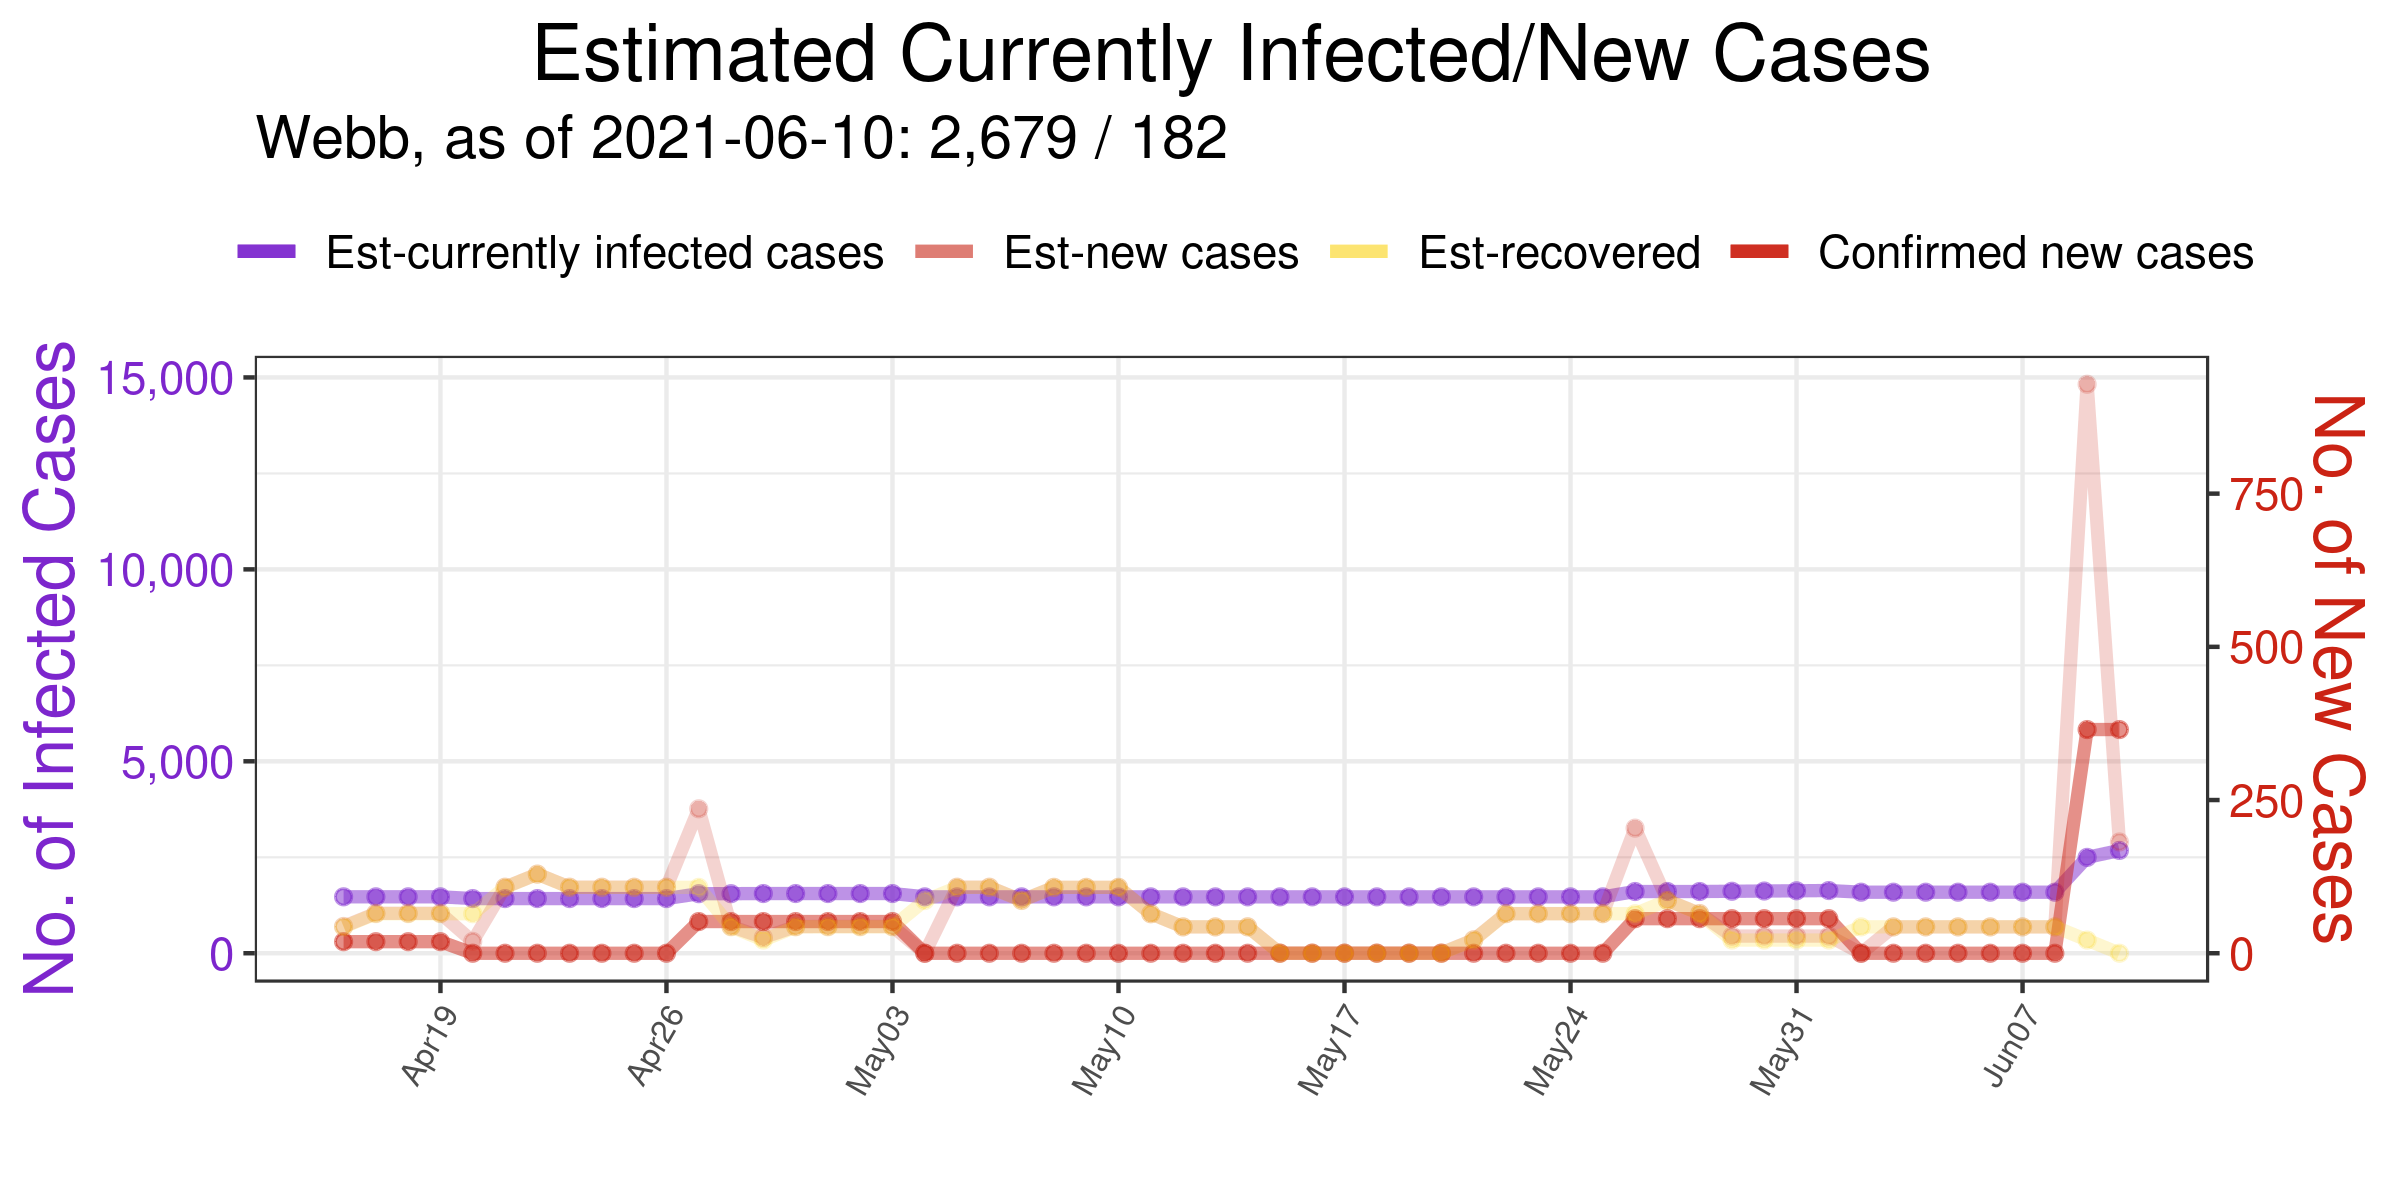 Estimated Currently Infected/New Cases
Webb, as of 2021-06-10: 2,679 / 182
Est-currently infected cases Est-new cases Est-recovered Confirmed new cases
No. of Infected Cases
15,000
10,000
5,000
0
750
500
250
0
No. of New Cases
Apr19 Apr26 May03 May10 May17 May24 May31 Jun07